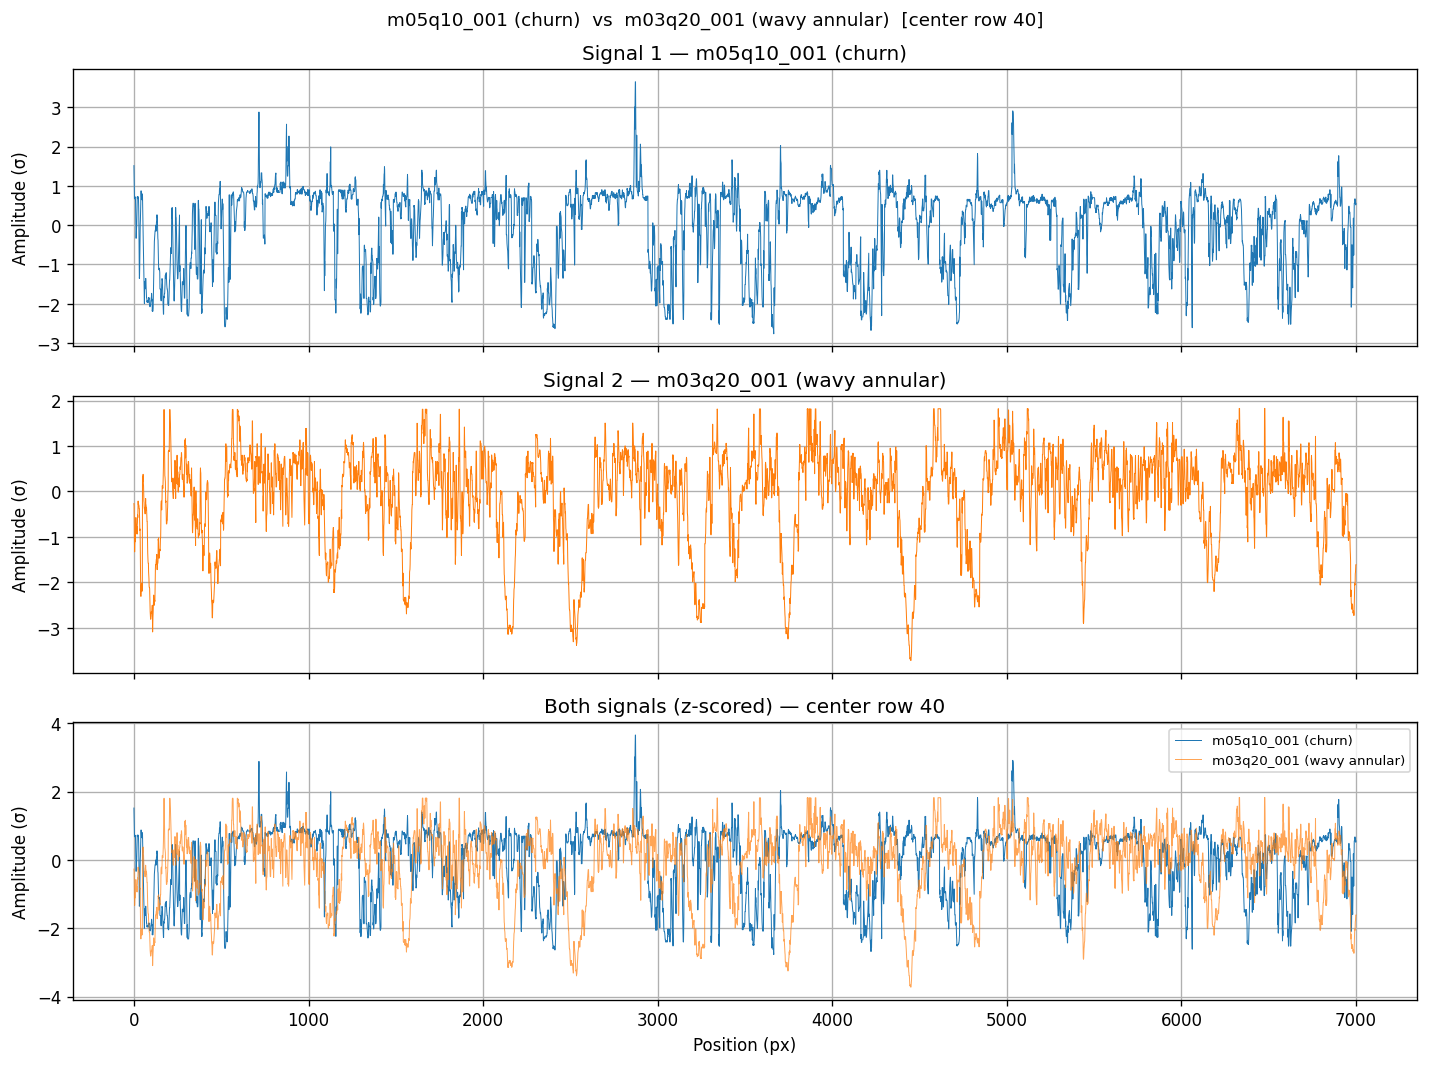 m05q10_001 (churn)  vs  m03q20_001 (wavy annular)  [center row 40]
Signal 1 — m05q10_001 (churn)
Amplitude (σ)
3
2
1
0
−1
−2
−3
Signal 2 — m03q20_001 (wavy annular)
Amplitude (σ)
2
1
0
−1
−2
−3
Both signals (z-scored) — center row 40
Amplitude (σ)
4
2
0
−2
−4
m05q10_001 (churn)
m03q20_001 (wavy annular)
0 1000 2000 3000 4000 5000 6000 7000
Position (px)